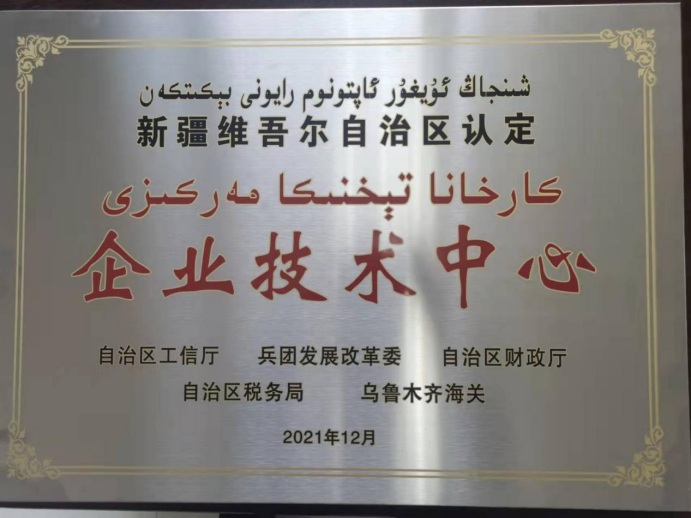 شىنجاڭ ئۇيغۇر ئاپتونوم رايونى بېكىتكەن
新疆维吾尔自治区认定
كارخانا تېخنىكا مەركىزى
企业技术中心
自治区工信厅 兵团发展改革委 自治区财政厅
自治区税务局 乌鲁木齐海关
2021年12月